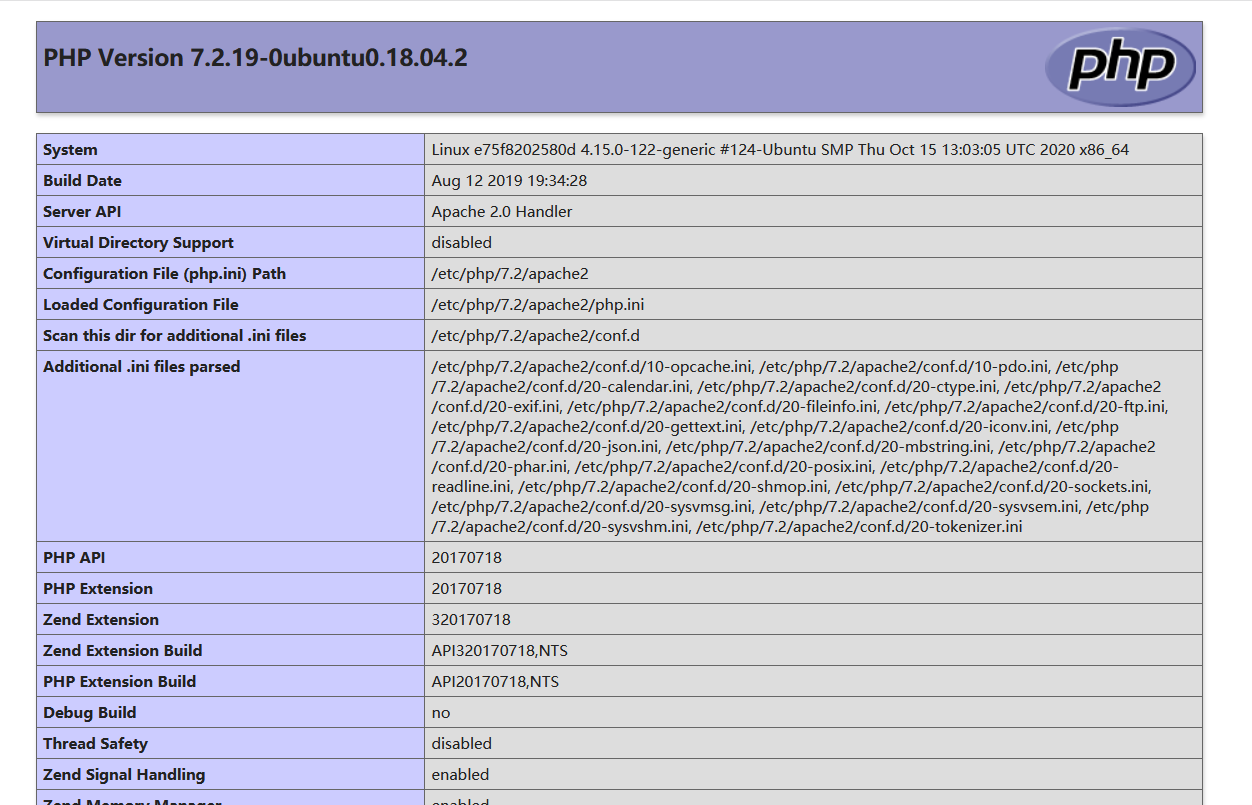 PHP Version 7.2.19-0ubuntu0.18.04.2
php
System Linux e75f8202580d 4.15.0-122-generic #124-Ubuntu SMP Thu Oct 15 13:03:05 UTC 2020 x86_64
Build Date Aug 12 2019 19:34:28
Server API Apache 2.0 Handler
Virtual Directory Support disabled
Configuration File (php.ini) Path /etc/php/7.2/apache2
Loaded Configuration File /etc/php/7.2/apache2/php.ini
Scan this dir for additional .ini files /etc/php/7.2/apache2/conf.d
Additional .ini files parsed /etc/php/7.2/apache2/conf.d/10-opcache.ini, /etc/php/7.2/apache2/conf.d/10-pdo.ini, /etc/php
/7.2/apache2/conf.d/20-calendar.ini, /etc/php/7.2/apache2/conf.d/20-ctype.ini, /etc/php/7.2/apache2
/conf.d/20-exif.ini, /etc/php/7.2/apache2/conf.d/20-fileinfo.ini, /etc/php/7.2/apache2/conf.d/20-ftp.ini,
/etc/php/7.2/apache2/conf.d/20-gettext.ini, /etc/php/7.2/apache2/conf.d/20-iconv.ini, /etc/php
/7.2/apache2/conf.d/20-json.ini, /etc/php/7.2/apache2/conf.d/20-mbstring.ini, /etc/php/7.2/apache2
/conf.d/20-phar.ini, /etc/php/7.2/apache2/conf.d/20-posix.ini, /etc/php/7.2/apache2/conf.d/20-
readline.ini, /etc/php/7.2/apache2/conf.d/20-shmop.ini, /etc/php/7.2/apache2/conf.d/20-sockets.ini,
/etc/php/7.2/apache2/conf.d/20-sysvmsg.ini, /etc/php/7.2/apache2/conf.d/20-sysvsem.ini, /etc/php
/7.2/apache2/conf.d/20-sysvshm.ini, /etc/php/7.2/apache2/conf.d/20-tokenizer.ini
PHP API 20170718
PHP Extension 20170718
Zend Extension 320170718
Zend Extension Build API320170718,NTS
PHP Extension Build API20170718,NTS
Debug Build no
Thread Safety disabled
Zend Signal Handling enabled
Zend Memory Manager enabled